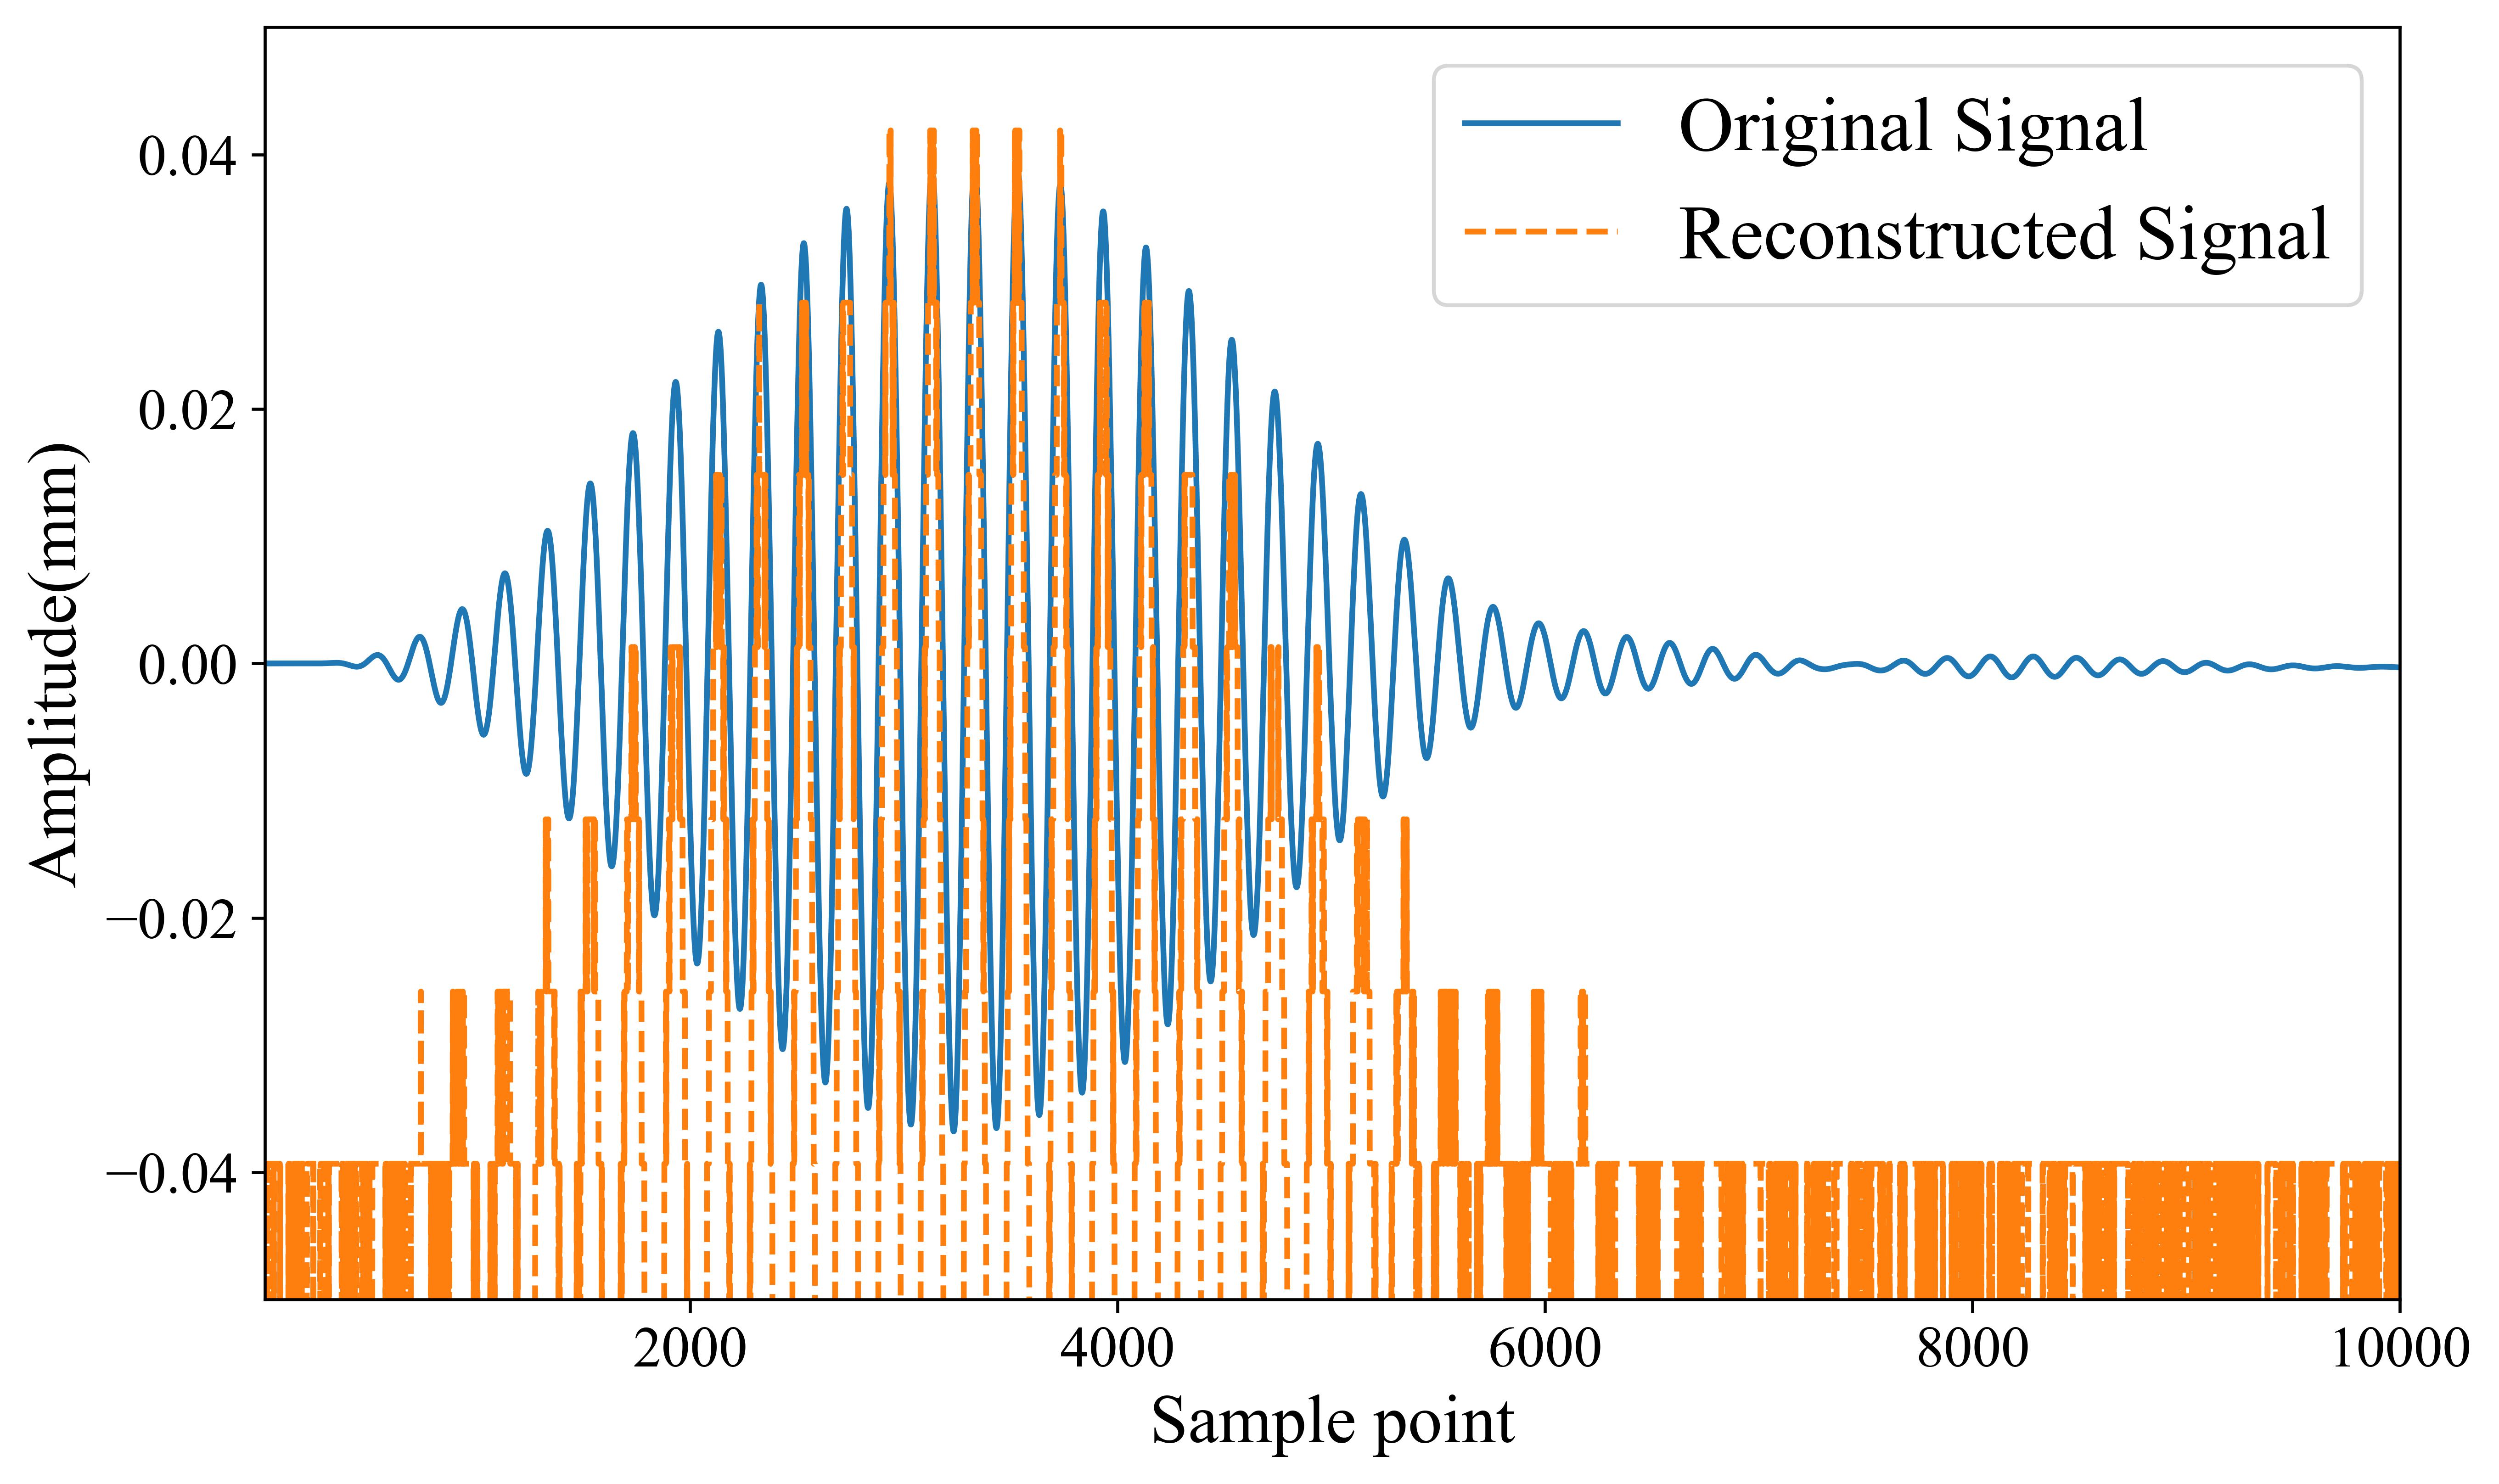 Original Signal
Reconstructed Signal
Amplitude(mm)
0.04
0.02
0.00
−0.02
−0.04
2000 4000 6000 8000 10000
Sample point